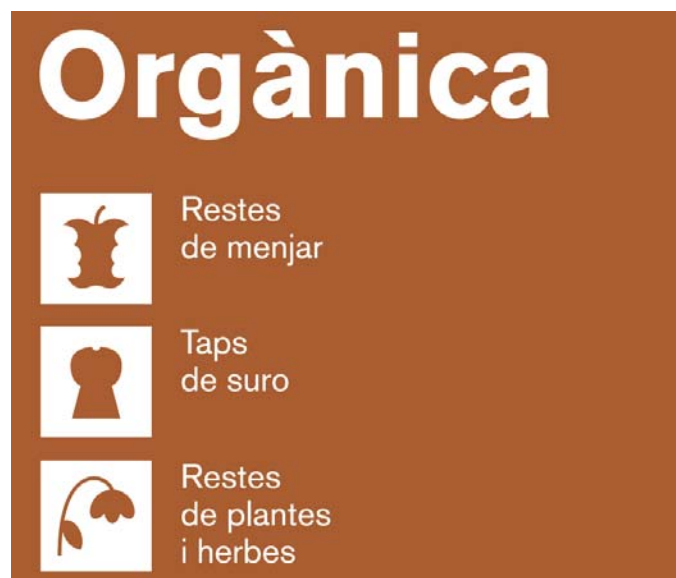 Orgànica
Restes
de menjar
Taps
de suro
Restes
de plantes
i herbes